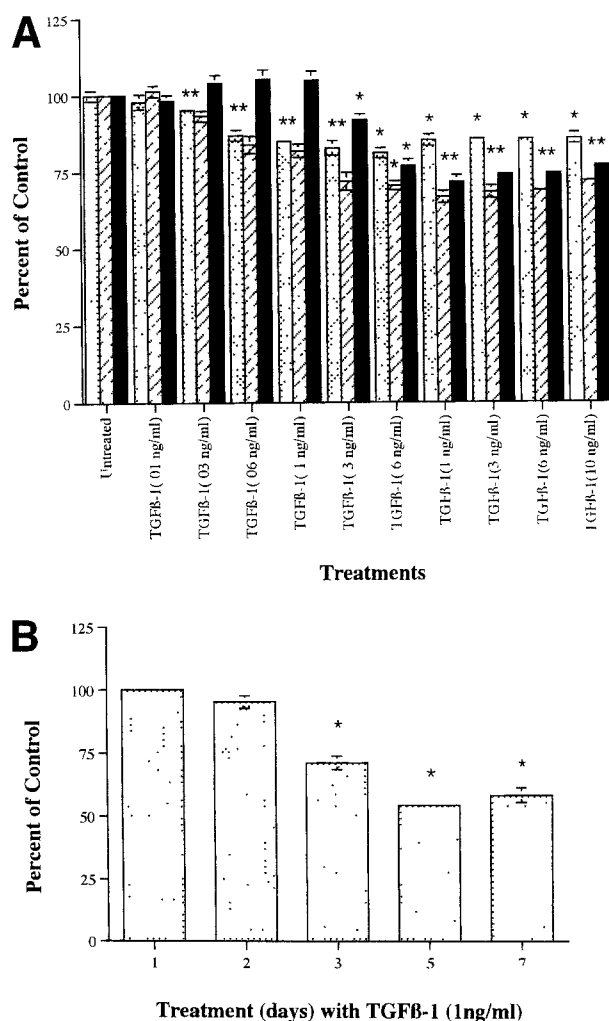 A
125
100
75
50
25
0
Percent of Control
** ** ** ** * * * * * ** * ** * ** * **
Untreated
TGFß-1( 01 ng/ml)
TGFß-1( 03 ng/ml)
TGFß-1( 06 ng/ml)
TGFß-1( 1 ng/ml)
TGFß-1( 3 ng/ml)
TGFß-1( 6 ng/ml)
TGFß-1(1 ng/ml)
TGFß-1(3 ng/ml)
TGFß-1(6 ng/ml)
TGFß-1(10 ng/ml)
Treatments
B
125
100
75
50
25
0
Percent of Control
* * *
1 2 3 5 7
Treatment (days) with TGFß-1 (1ng/ml)